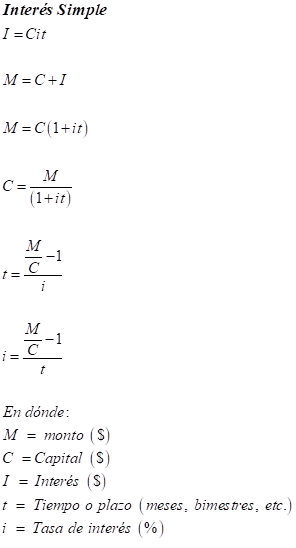 Interés Simple
I = Cit
M = C + I
M = C(1+it)
C = M / (1+it)
t = (M/C − 1) / i
i = (M/C − 1) / t
En dónde:
M = monto ($)
C = Capital ($)
I = Interés ($)
t = Tiempo o plazo (meses, bimestres, etc.)
i = Tasa de interés (%)